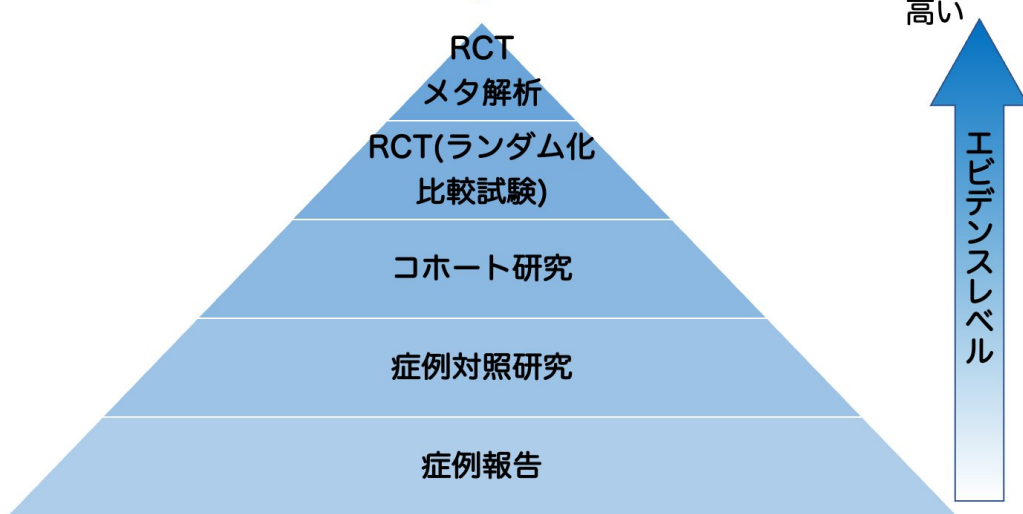 高い
RCT
メタ解析
RCT(ランダム化
比較試験)
コホート研究
症例対照研究
症例報告
エビデンスレベル